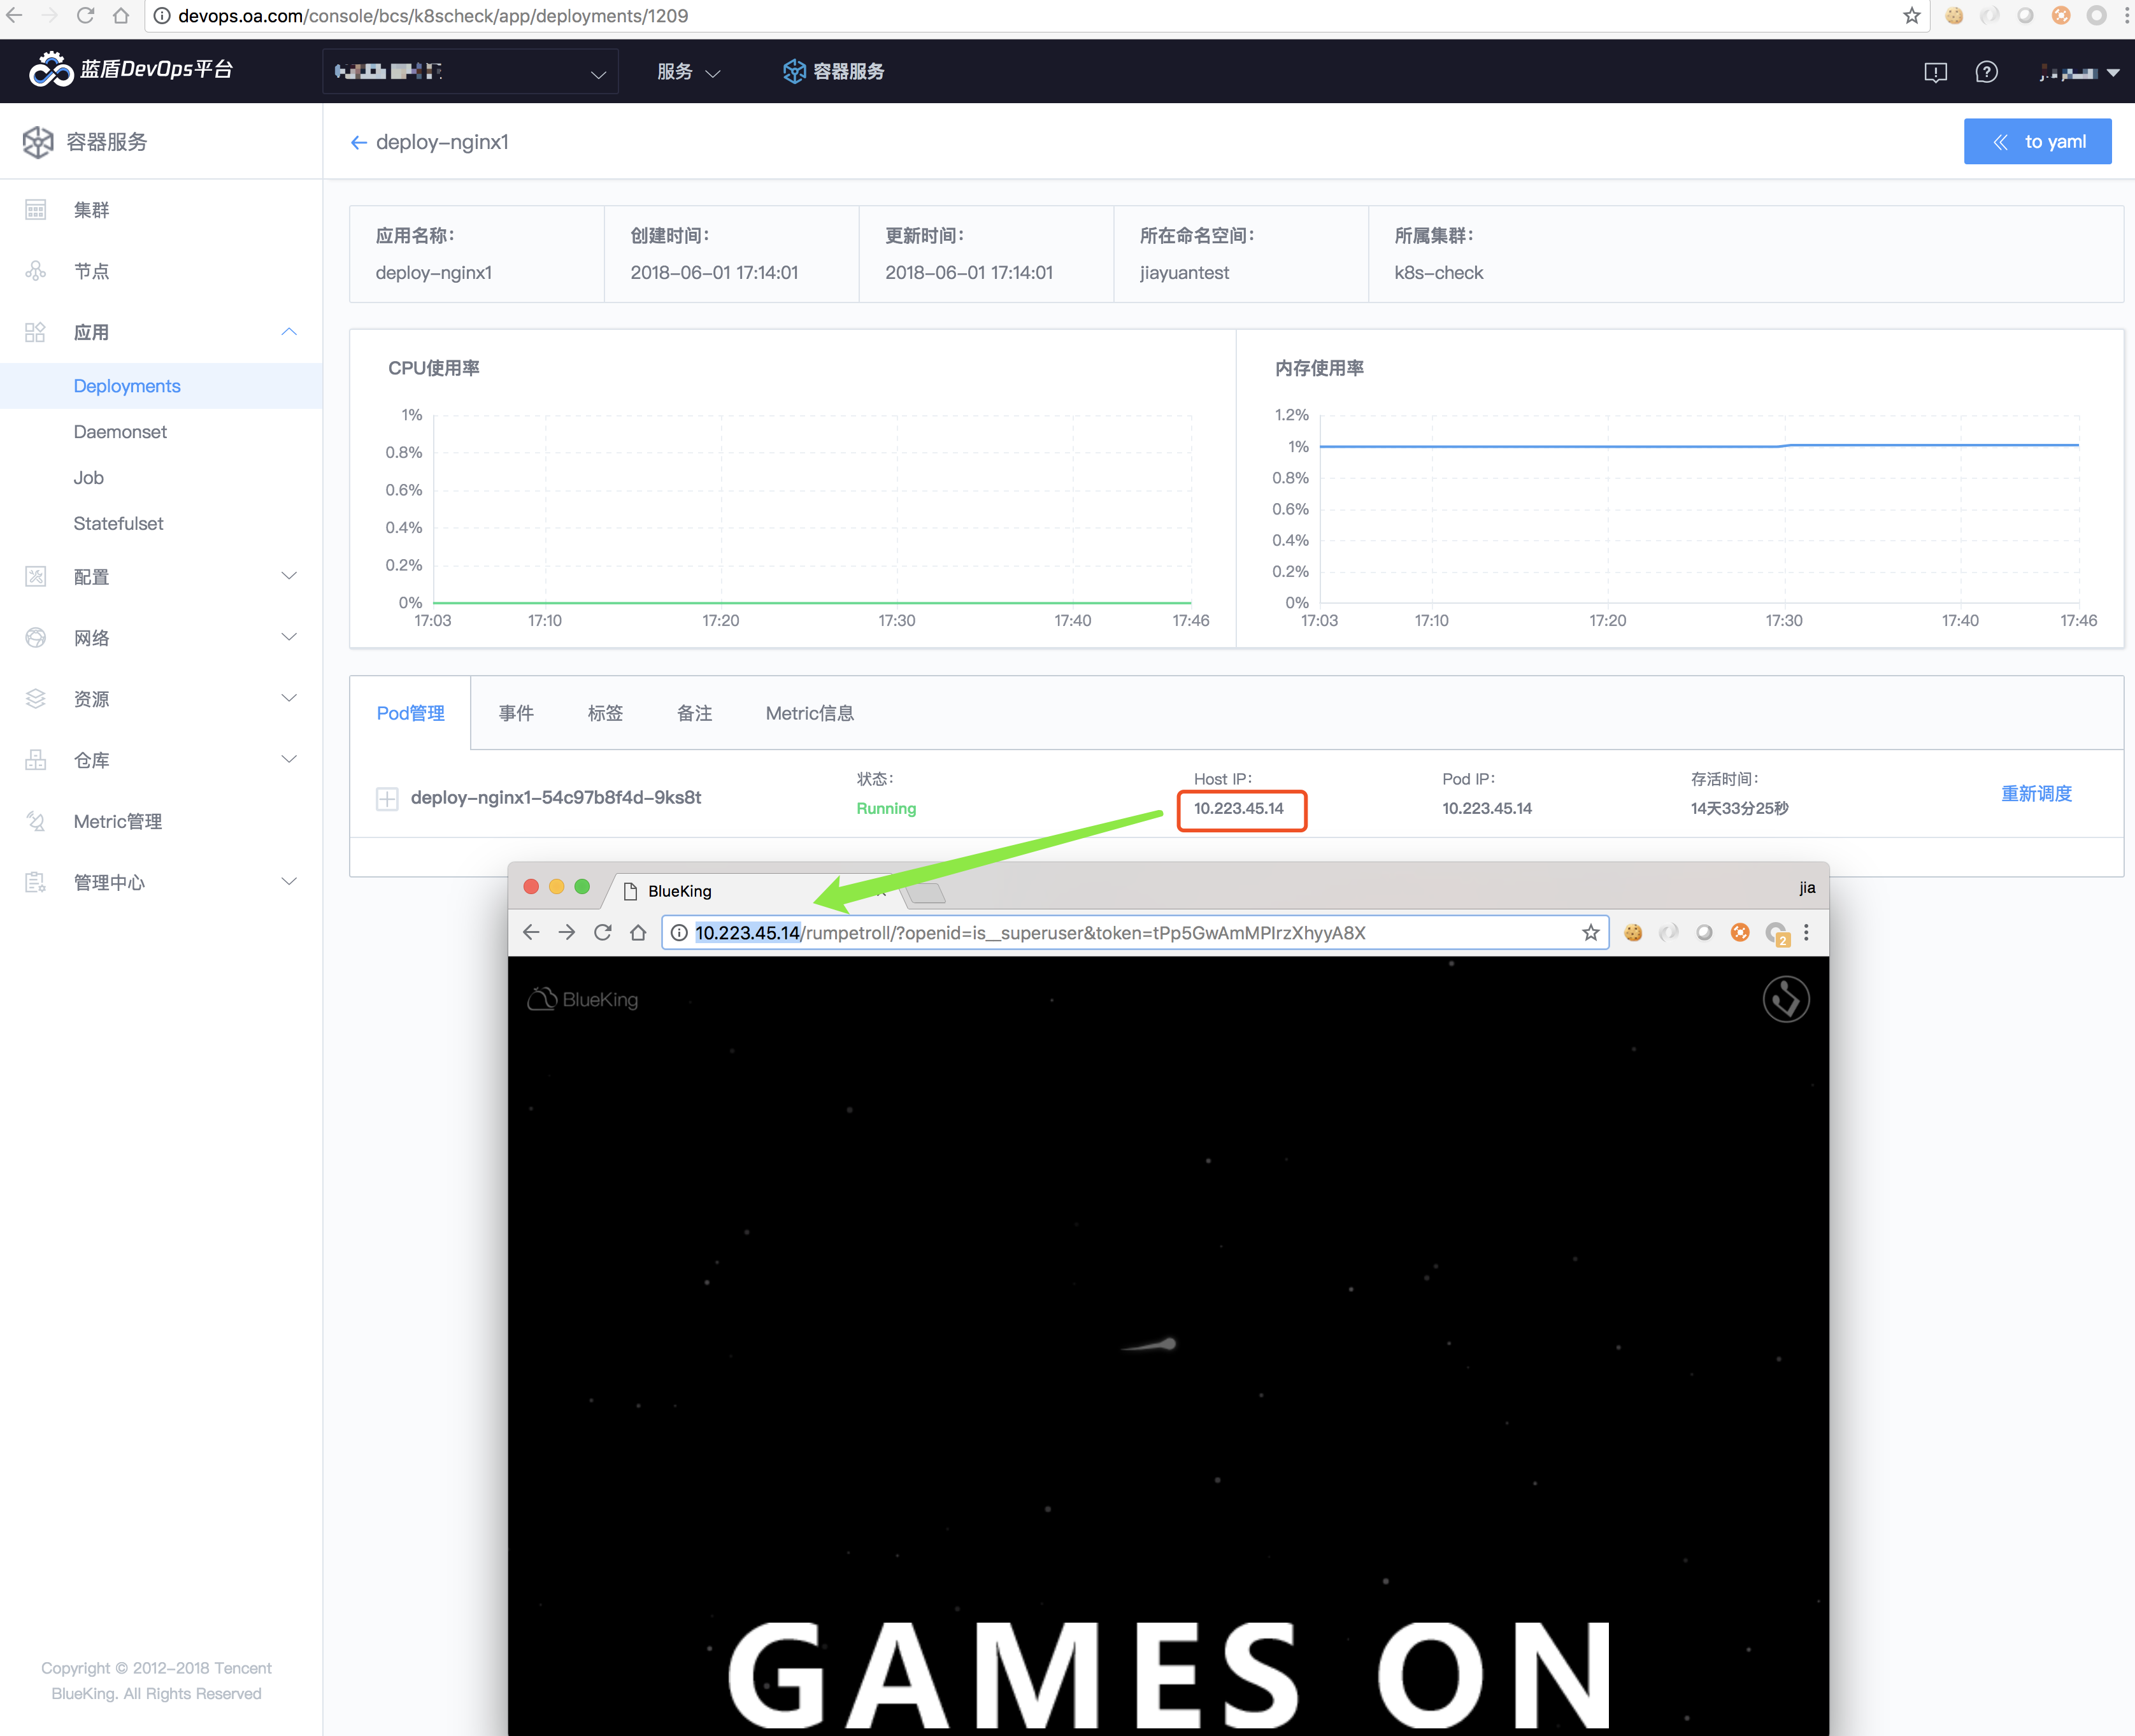 devops.oa.com/console/bcs/k8scheck/app/deployments/1209
蓝盾DevOps平台
服务
容器服务
容器服务
deploy-nginx1
to yaml
集群
节点
应用
Deployments
Daemonset
Job
Statefulset
配置
网络
资源
仓库
Metric管理
管理中心
应用名称：
deploy-nginx1
创建时间：
2018-06-01 17:14:01
更新时间：
2018-06-01 17:14:01
所在命名空间：
jiayuantest
所属集群：
k8s-check
CPU使用率
1%
0.8%
0.6%
0.4%
0.2%
0%
17:03 17:10 17:20 17:30 17:40 17:46
内存使用率
1.2%
1%
0.8%
0.6%
0.4%
0.2%
0%
17:03 17:10 17:20 17:30 17:40 17:46
Pod管理 事件 标签 备注 Metric信息
deploy-nginx1-54c97b8f4d-9ks8t
状态：
Running
Host IP：
10.223.45.14
Pod IP：
10.223.45.14
存活时间：
14天33分25秒
重新调度
BlueKing
jia
10.223.45.14/rumpetroll/?openid=is__superuser&token=tPp5GwAmMPIrzXhyyA8X
2
BlueKing
GAMES ON
Copyright © 2012-2018 Tencent
BlueKing. All Rights Reserved